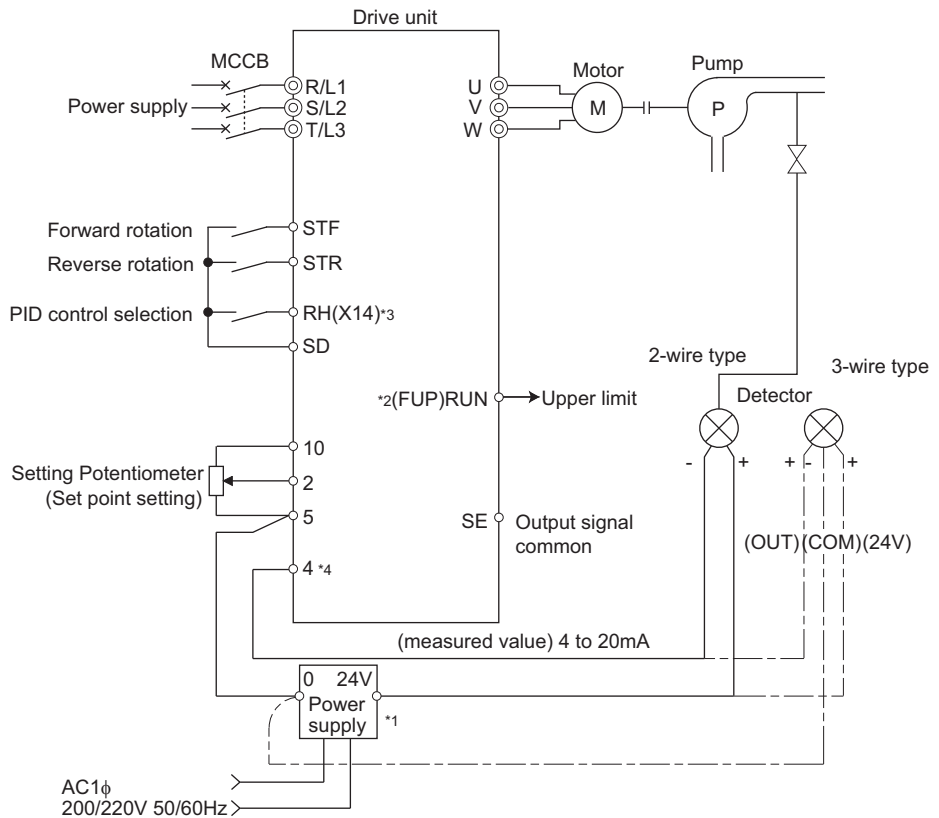 Drive unit
MCCB
Power supply
R/L1
S/L2
T/L3
U
V
W
Motor
M
Pump
P
Forward rotation
STF
Reverse rotation
STR
PID control selection
RH(X14)*3
SD
2-wire type
3-wire type
Detector
*2(FUP)RUN
Upper limit
10
Setting Potentiometer
(Set point setting)
2
5
- +
+ - +
SE
Output signal
common
(OUT)(COM)(24V)
4 *4
(measured value) 4 to 20mA
0 24V
Power
supply
*1
AC1ϕ
200/220V 50/60Hz